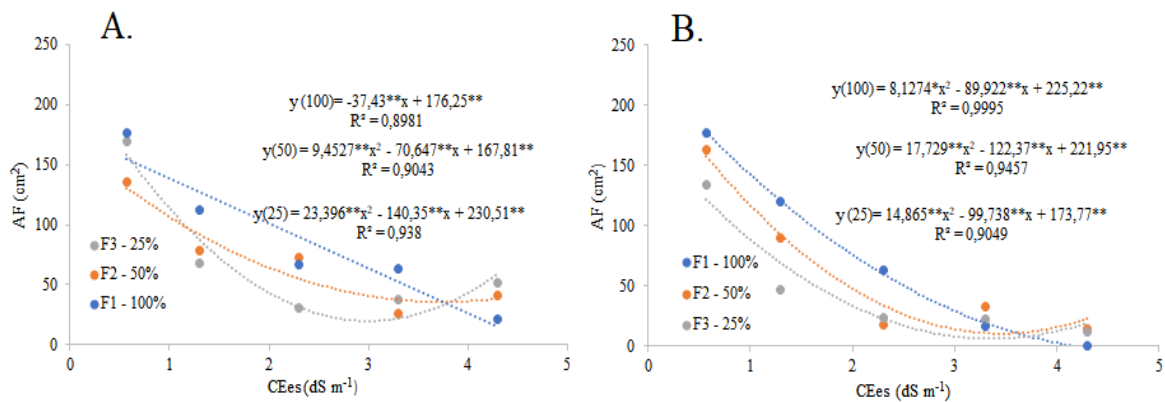 A.
250
200
150
100
50
0
0 1 2 3 4 5
AF (cm²)
CEes (dS m⁻¹)
y (100)= -37,43**x + 176,25**
R² = 0,8981
y(50) = 9,4527**x² - 70,647**x + 167,81**
R² = 0,9043
y(25) = 23,396**x² - 140,35**x + 230,51**
R² = 0,938
F3 - 25%
F2 - 50%
F1 - 100%
B.
250
200
150
100
50
0
0 1 2 3 4 5
AF (cm²)
CEes (dS m⁻¹)
y(100) = 8,1274*x² - 89,922**x + 225,22**
R² = 0,9995
y(50) = 17,729**x² - 122,37**x + 221,95**
R² = 0,9457
y(25) = 14,865**x² - 99,738**x + 173,77**
R² = 0,9049
F1 - 100%
F2 - 50%
F3 - 25%